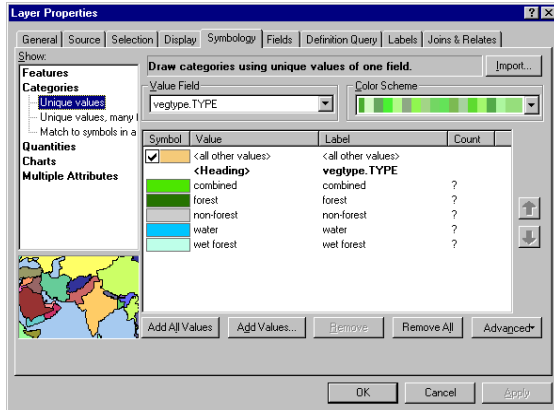 Layer Properties
General Source Selection Display Symbology Fields Definition Query Labels Joins & Relates
Show:
Features
Categories
Unique values
Unique values, many
Match to symbols in a
Quantities
Charts
Multiple Attributes
Draw categories using unique values of one field.
Import...
Value Field
vegtype.TYPE
Color Scheme
Symbol Value Label Count
<all other values> <all other values>
<Heading> vegtype.TYPE
combined combined ?
forest forest ?
non-forest non-forest ?
water water ?
wet forest wet forest ?
Add All Values Add Values... Remove Remove All Advanced
OK Cancel Apply